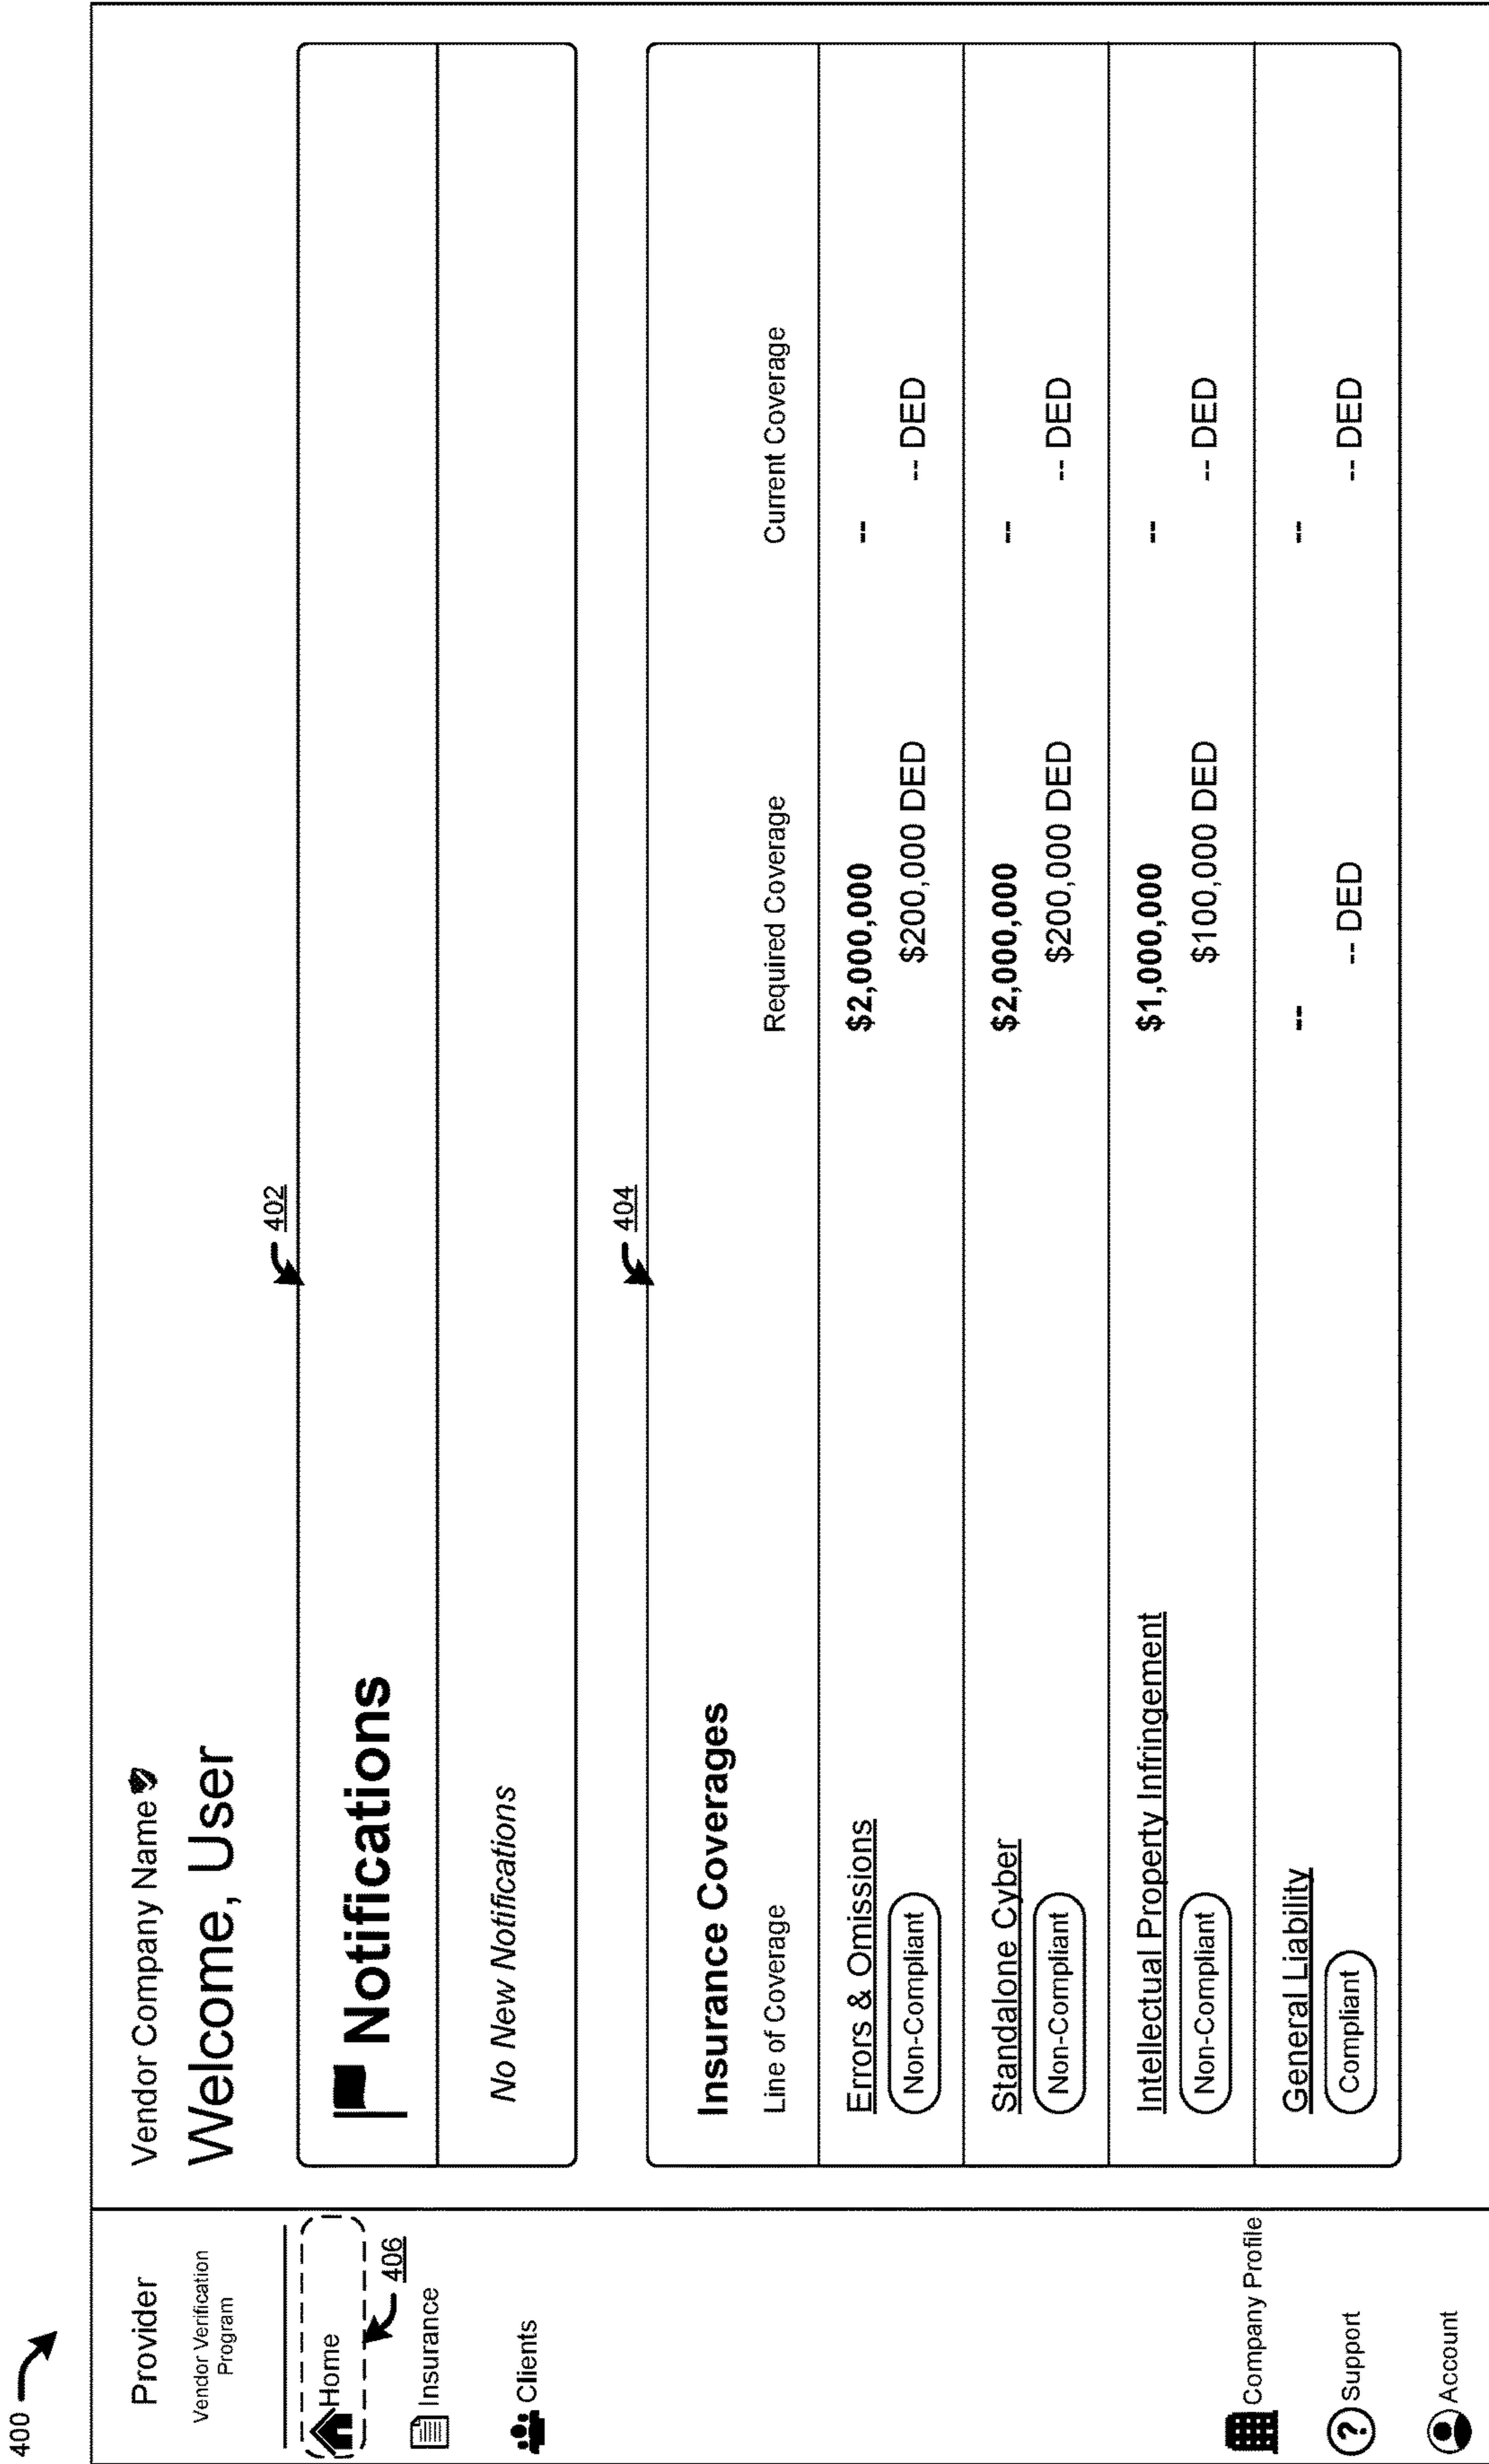 400
Provider
Vendor Verification
Program
Home
406
Insurance
Clients
Company Profile
Support
Account
Vendor Company Name
Welcome, User
402
Notifications
No New Notifications
404
Insurance Coverages
Line of Coverage Required Coverage Current Coverage
Errors & Omissions $2,000,000 --
Non-Compliant $200,000 DED -- DED
Standalone Cyber $2,000,000 --
Non-Compliant $200,000 DED -- DED
Intellectual Property Infringement $1,000,000 --
Non-Compliant $100,000 DED -- DED
General Liability -- --
Compliant -- DED -- DED